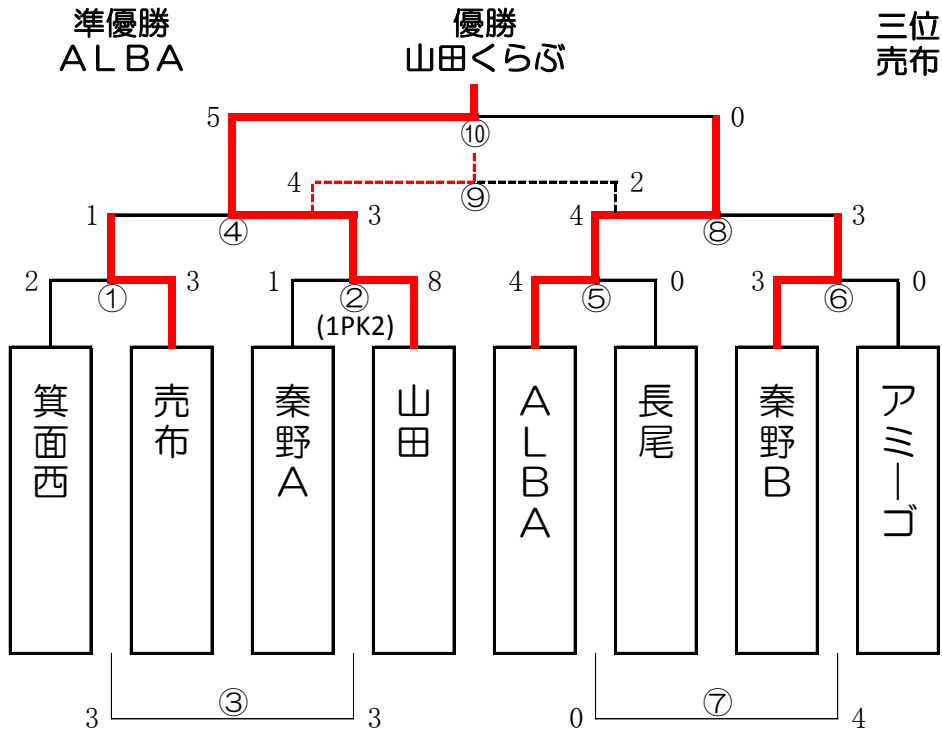 準優勝
ALBA
優勝
山田くらぶ
三位
売布
5
⑩
0
4
⑨
2
1
④
3
4
⑧
3
2
①
3
1
②
8
(1PK2)
4
⑤
0
3
⑥
0
箕面西
売布
秦野A
山田
ALBA
長尾
秦野B
アミーゴ
3
③
3
0
⑦
4